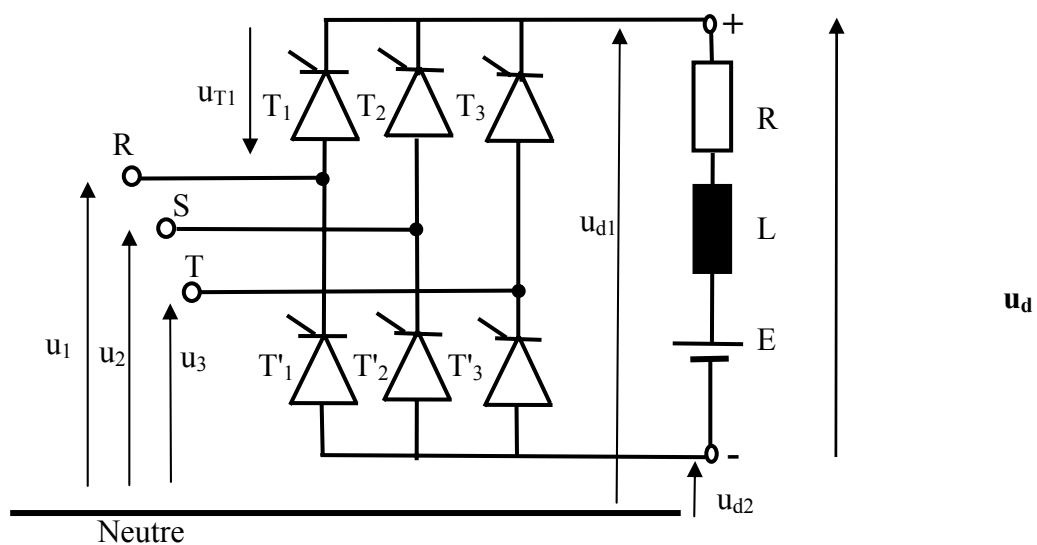 +
u_T1
T_1
T_2
T_3
R
R
S
u_d1
L
T
u_d
u_1
u_2
u_3
T'_1
T'_2
T'_3
E
-
u_d2
Neutre